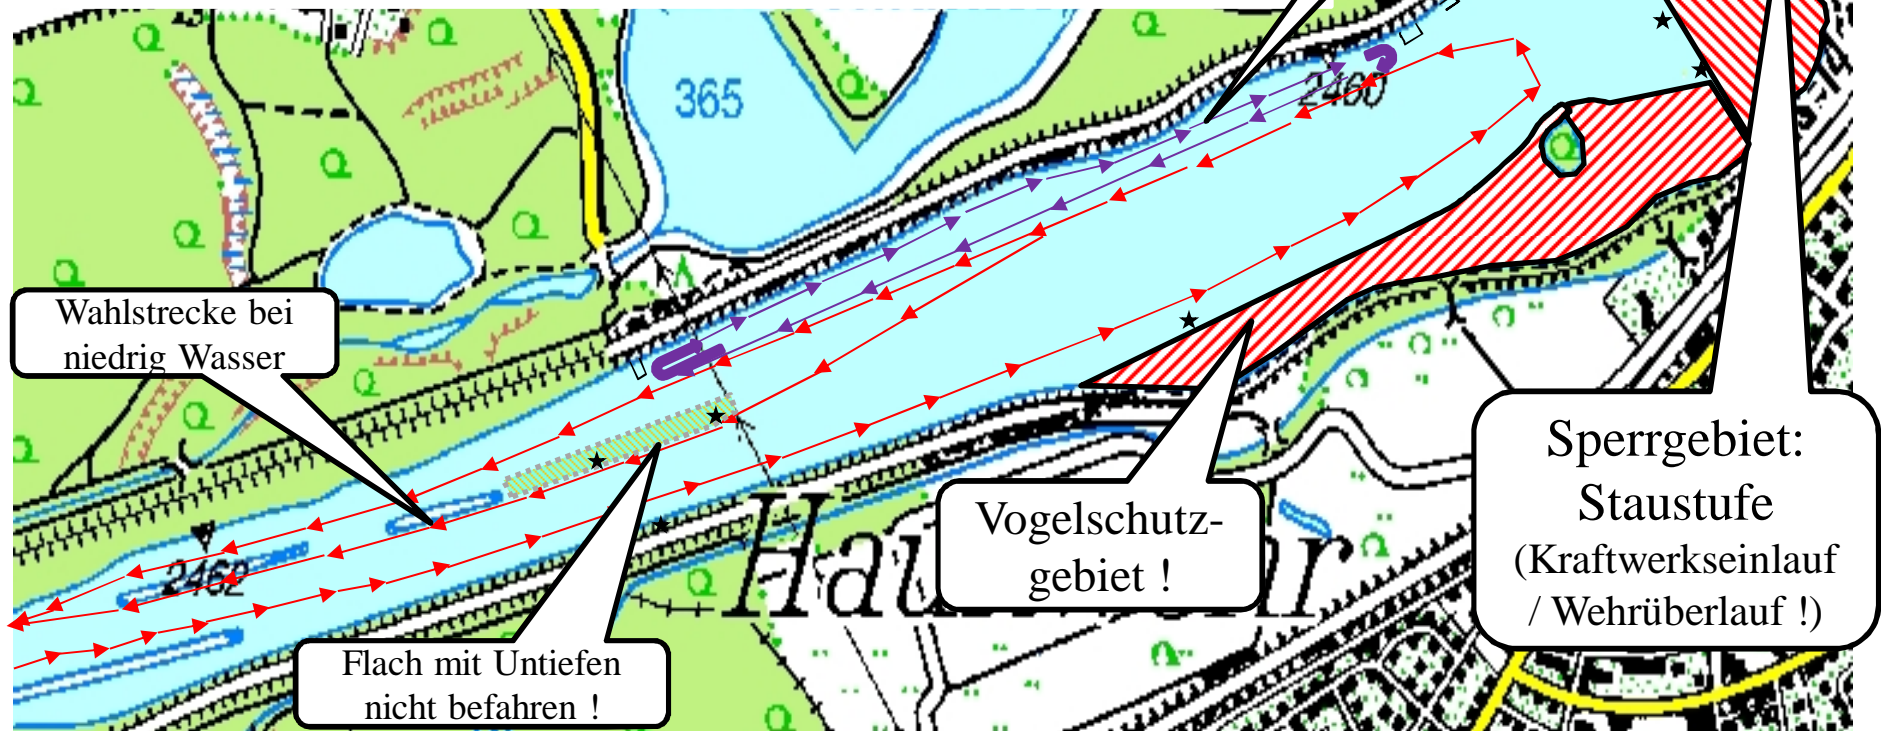 365
2460
Wahlstrecke bei
niedrig Wasser
2462
Flach mit Untiefen
nicht befahren !
Vogelschutz-
gebiet !
Sperrgebiet:
Staustufe
(Kraftwerkseinlauf
/ Wehrüberlauf !)